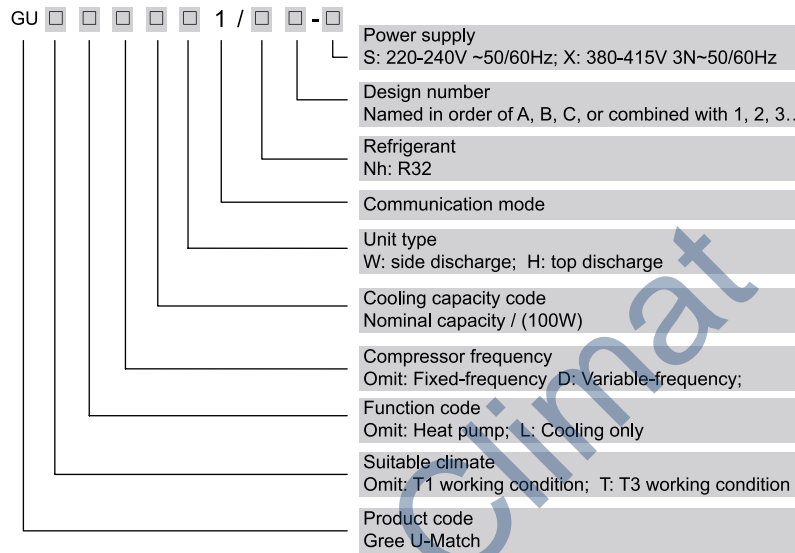 GU □ □ □ □ □ 1 / □ □ - □
Power supply
S: 220-240V ~50/60Hz; X: 380-415V 3N~50/60Hz
Design number
Named in order of A, B, C, or combined with 1, 2, 3..
Refrigerant
Nh: R32
Communication mode
Unit type
W: side discharge; H: top discharge
Cooling capacity code
Nominal capacity / (100W)
Compressor frequency
Omit: Fixed-frequency D: Variable-frequency;
Function code
Omit: Heat pump; L: Cooling only
Suitable climate
Omit: T1 working condition; T: T3 working condition
Product code
Gree U-Match
Climat